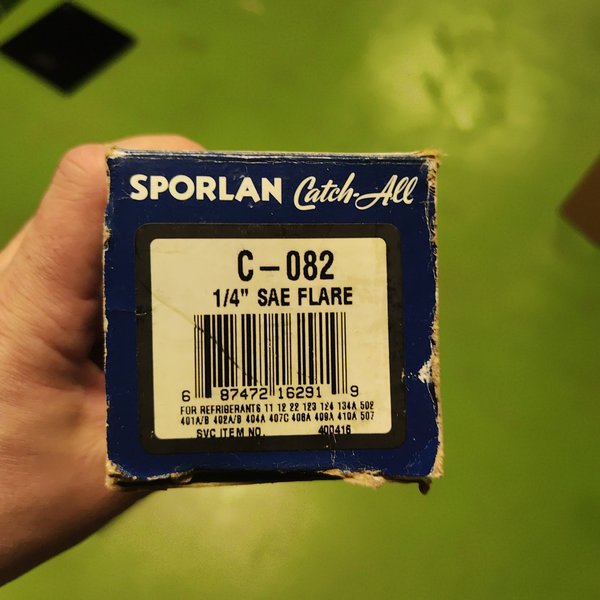 SPORLAN Catch-All
C-082
1/4" SAE FLARE
6 87472 16291 9
FOR REFRIGERANTS 11 12 22 123 124 134A 502
401A/B 402A/B 404A 407C 408A 409A 410A 507
SVC ITEM NO. 400416